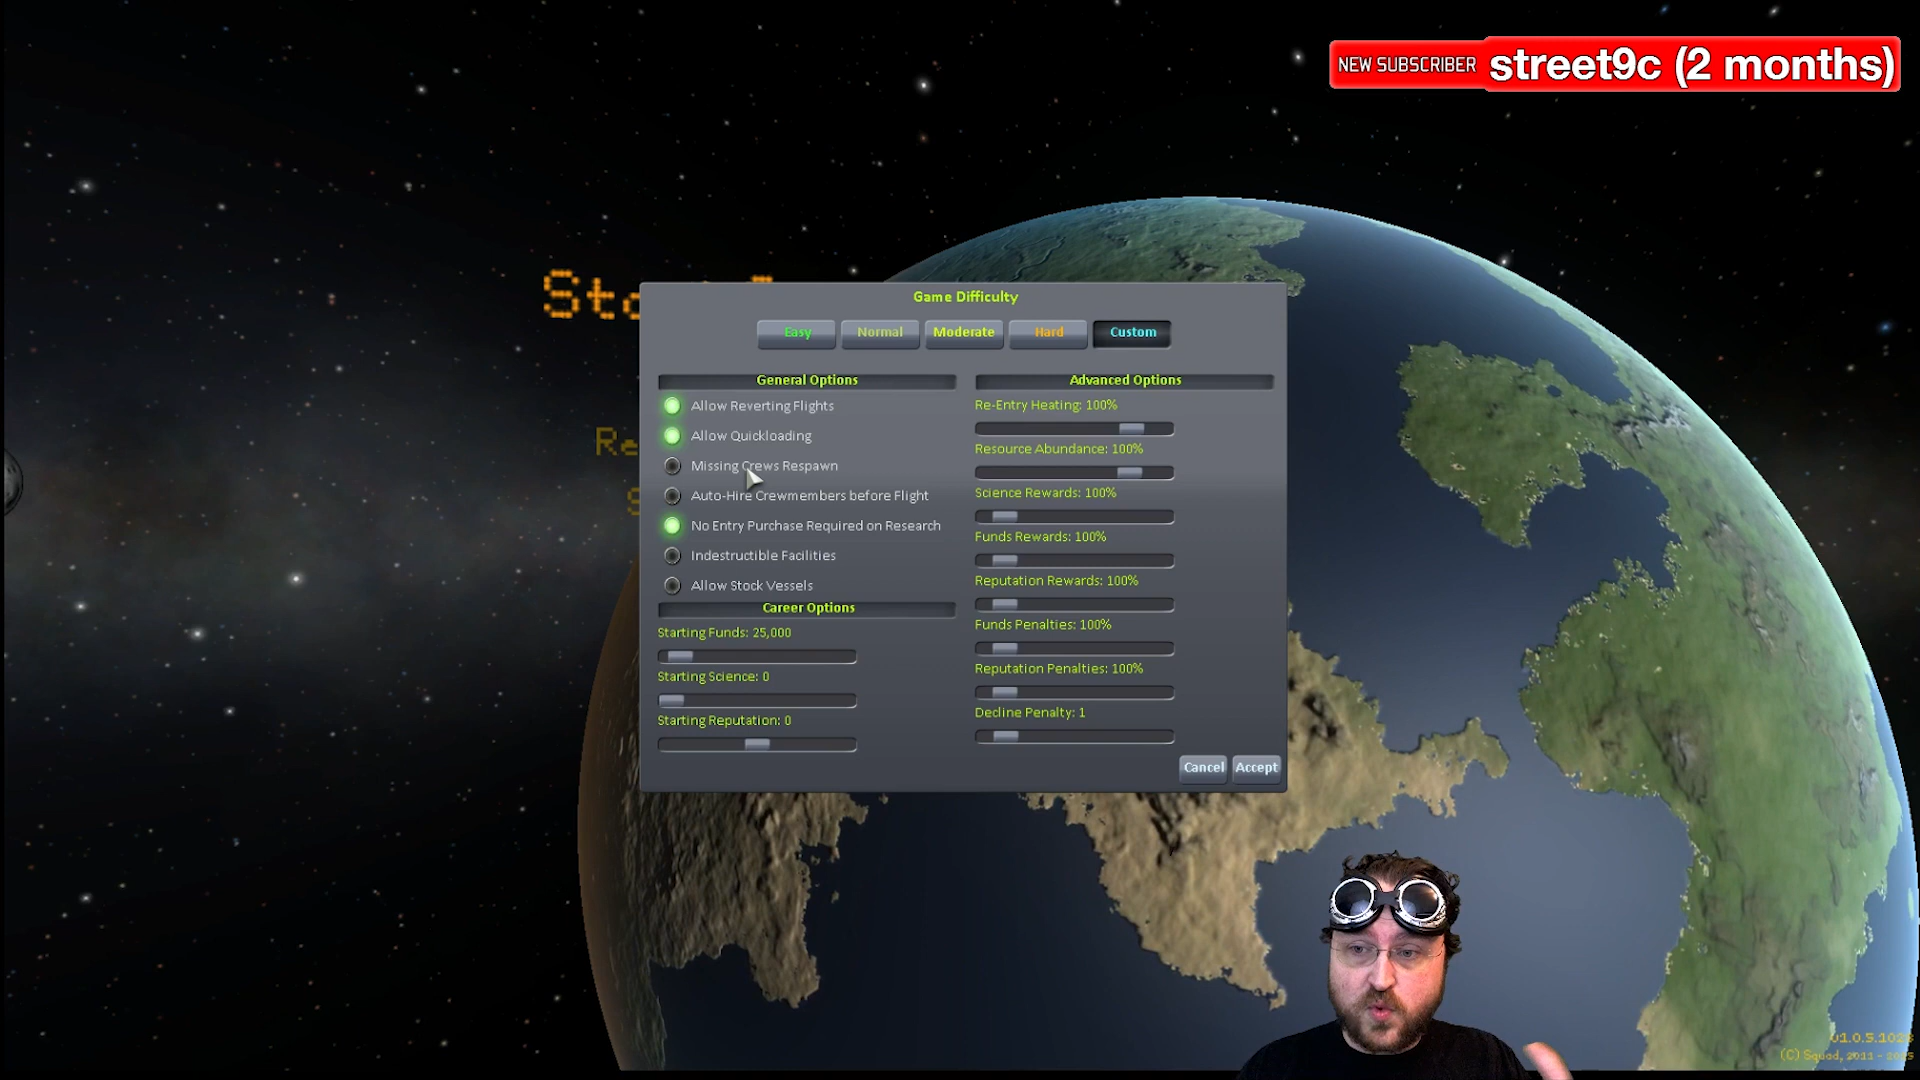 NEW SUBSCRIBER street9c (2 months)
Game Difficulty
Easy Normal Moderate Hard Custom
General Options
Allow Reverting Flights
Allow Quickloading
Missing Crews Respawn
Auto-Hire Crewmembers before Flight
No Entry Purchase Required on Research
Indestructible Facilities
Allow Stock Vessels
Career Options
Starting Funds: 25,000
Starting Science: 0
Starting Reputation: 0
Advanced Options
Re-Entry Heating: 100%
Resource Abundance: 100%
Science Rewards: 100%
Funds Rewards: 100%
Reputation Rewards: 100%
Funds Penalties: 100%
Reputation Penalties: 100%
Decline Penalty: 1
Cancel Accept
(C) Squad, 2011 -